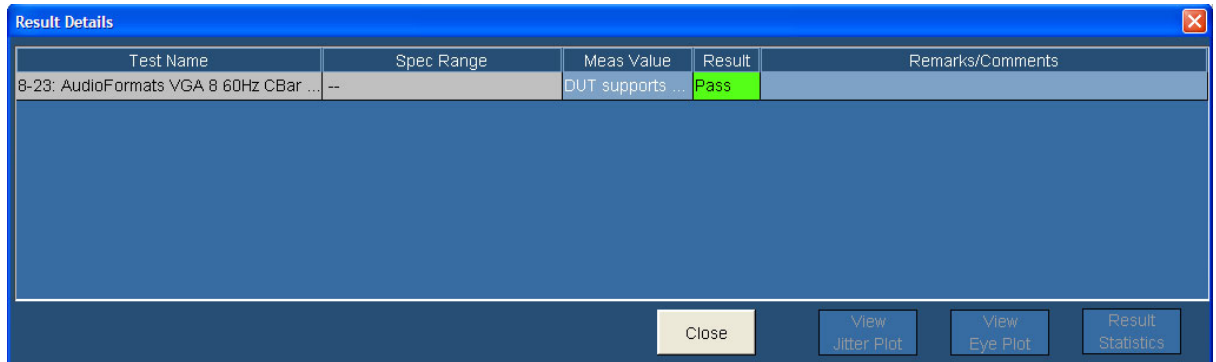 Result Details
Test Name Spec Range Meas Value Result Remarks/Comments
8-23: AudioFormats VGA 8 60Hz CBar ... -- DUT supports ... Pass
Close View Jitter Plot View Eye Plot Result Statistics